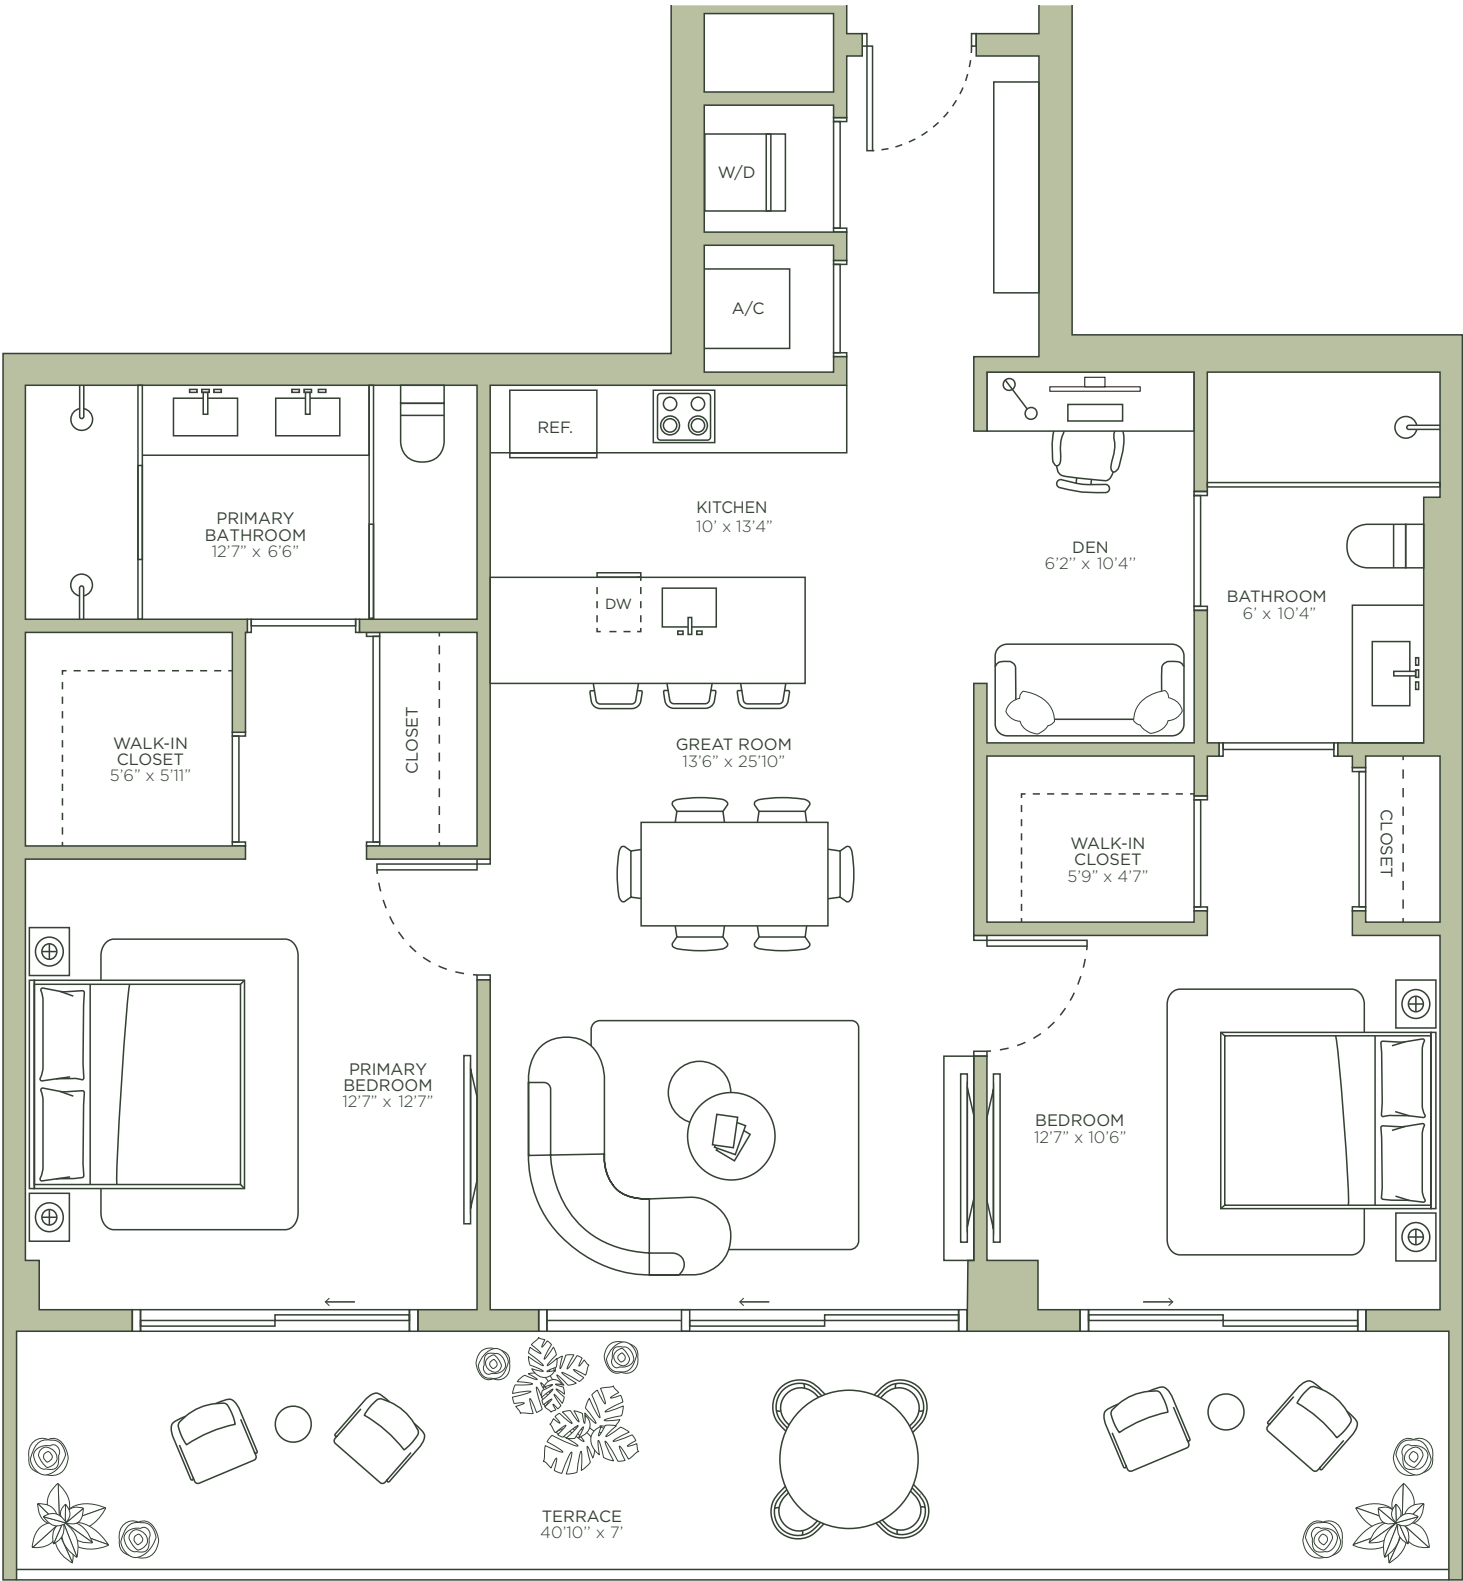 W/D
A/C
REF.
KITCHEN
10’ x 13’4”
PRIMARY
BATHROOM
12’7” x 6’6”
DEN
6’2’’ x 10’4’’
BATHROOM
6’ x 10’4”
DW
WALK-IN
CLOSET
5’6” x 5’11”
CLOSET
GREAT ROOM
13’6” x 25’10”
WALK-IN
CLOSET
5’9” x 4’7”
CLOSET
PRIMARY
BEDROOM
12’7” x 12’7”
BEDROOM
12’7” x 10’6”
TERRACE
40’10’’ x 7’